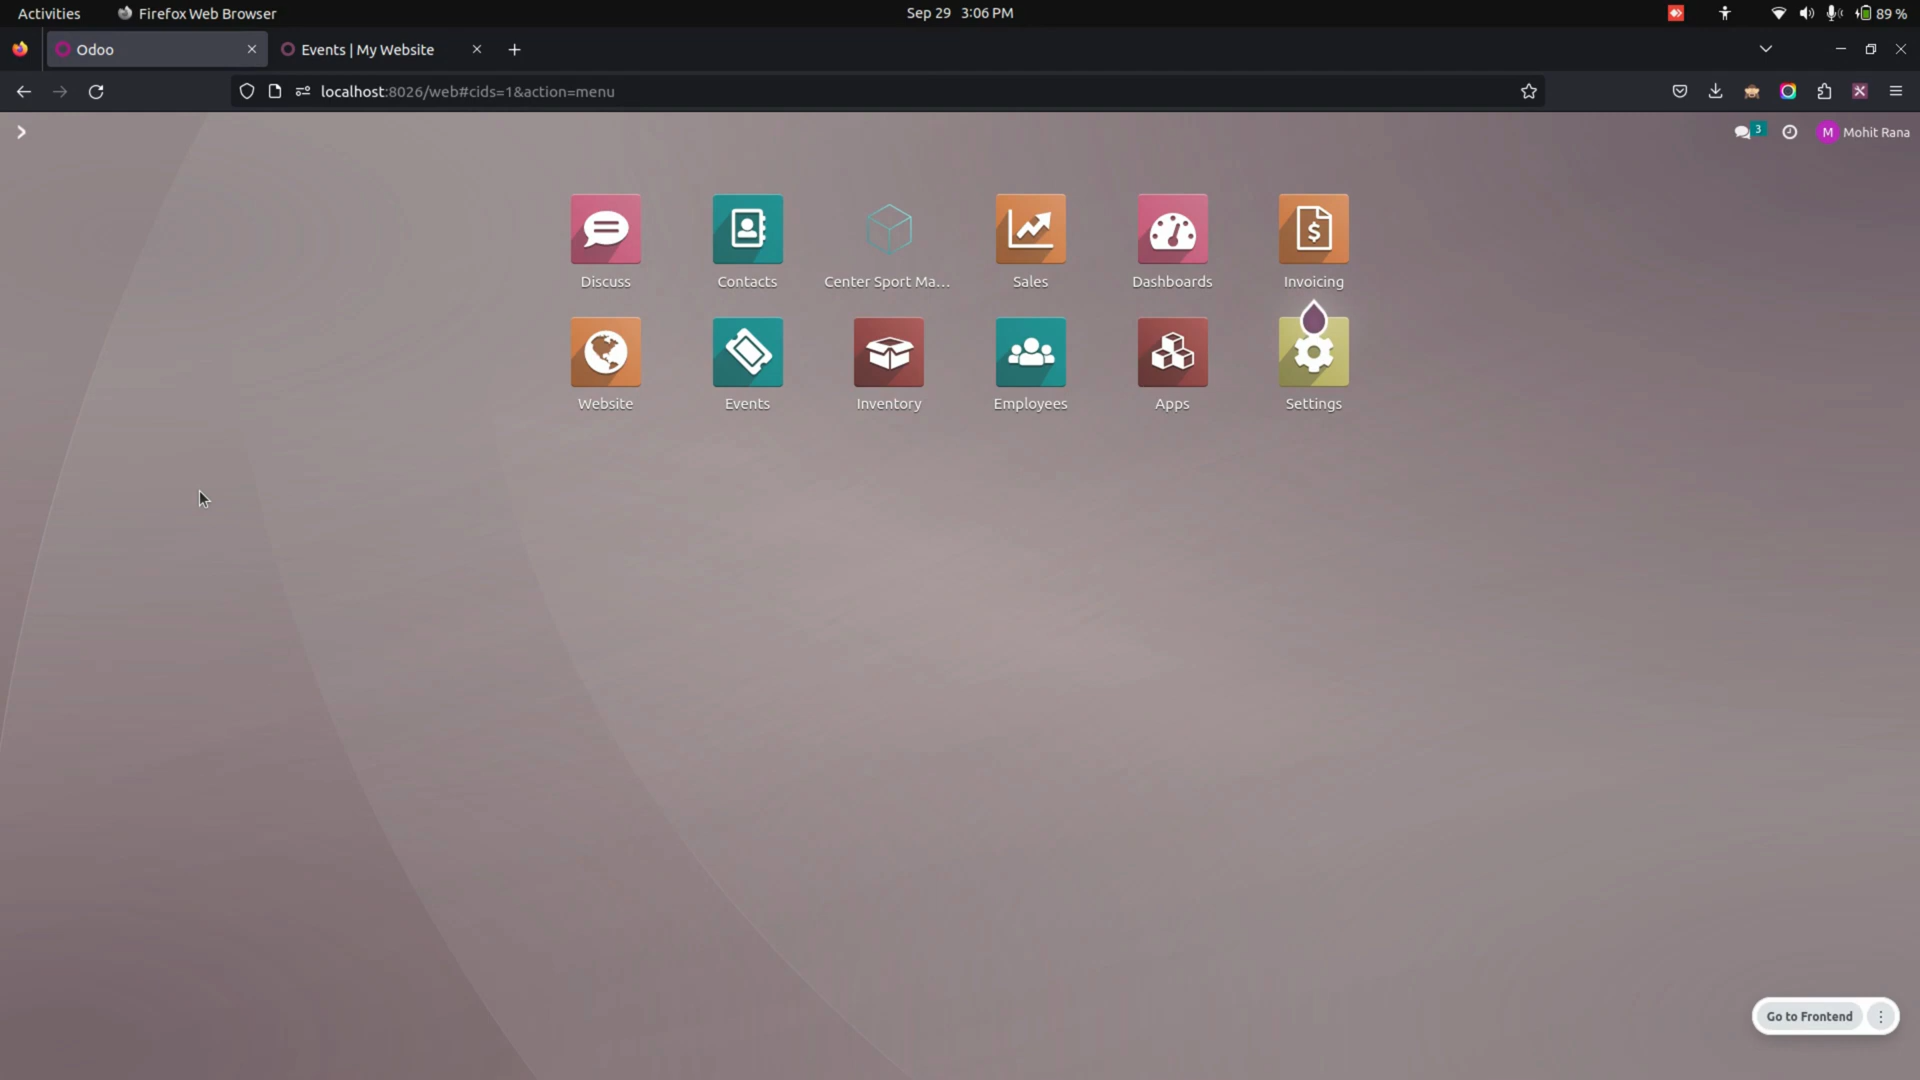 Activities Firefox Web Browser Sep 29 3:06 PM 89 %
Odoo Events | My Website
localhost:8026/web#cids=1&action=menu
3 M Mohit Rana
Discuss Contacts Center Sport Ma... Sales Dashboards Invoicing
Website Events Inventory Employees Apps Settings
Go to Frontend